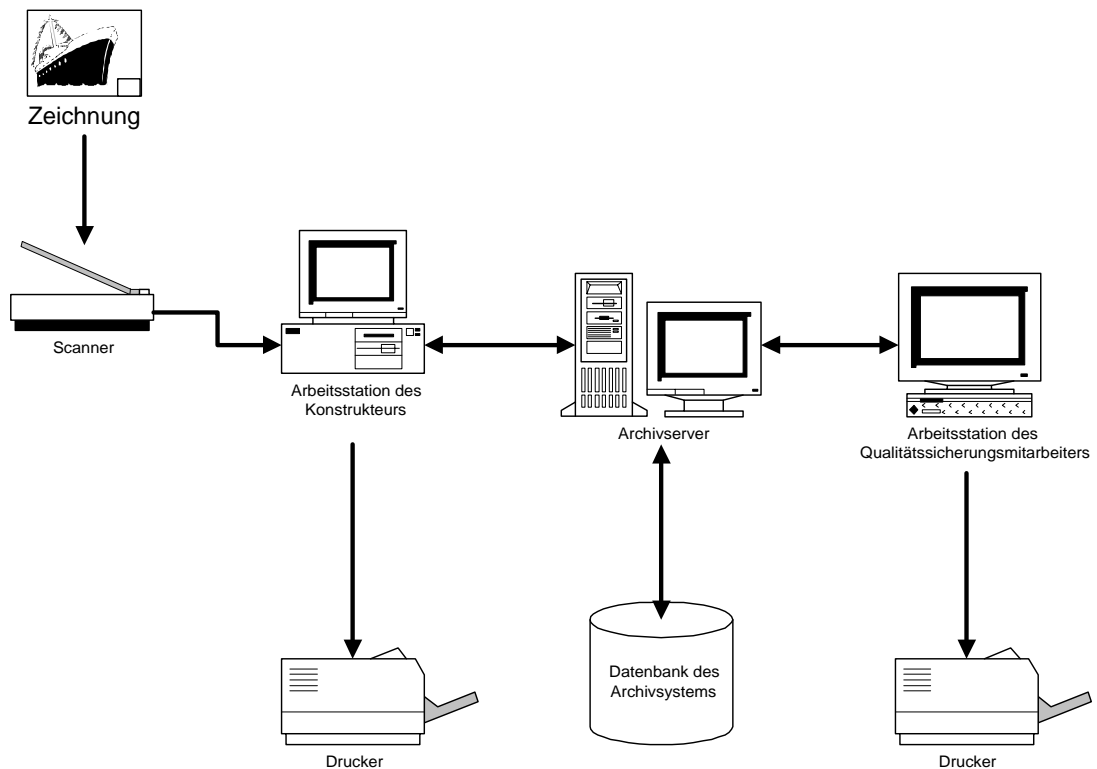 Zeichnung
Scanner
Arbeitsstation des
Konstrukteurs
Archivserver
Arbeitsstation des
Qualitätssicherungsmitarbeiters
Datenbank des
Archivsystems
Drucker
Drucker